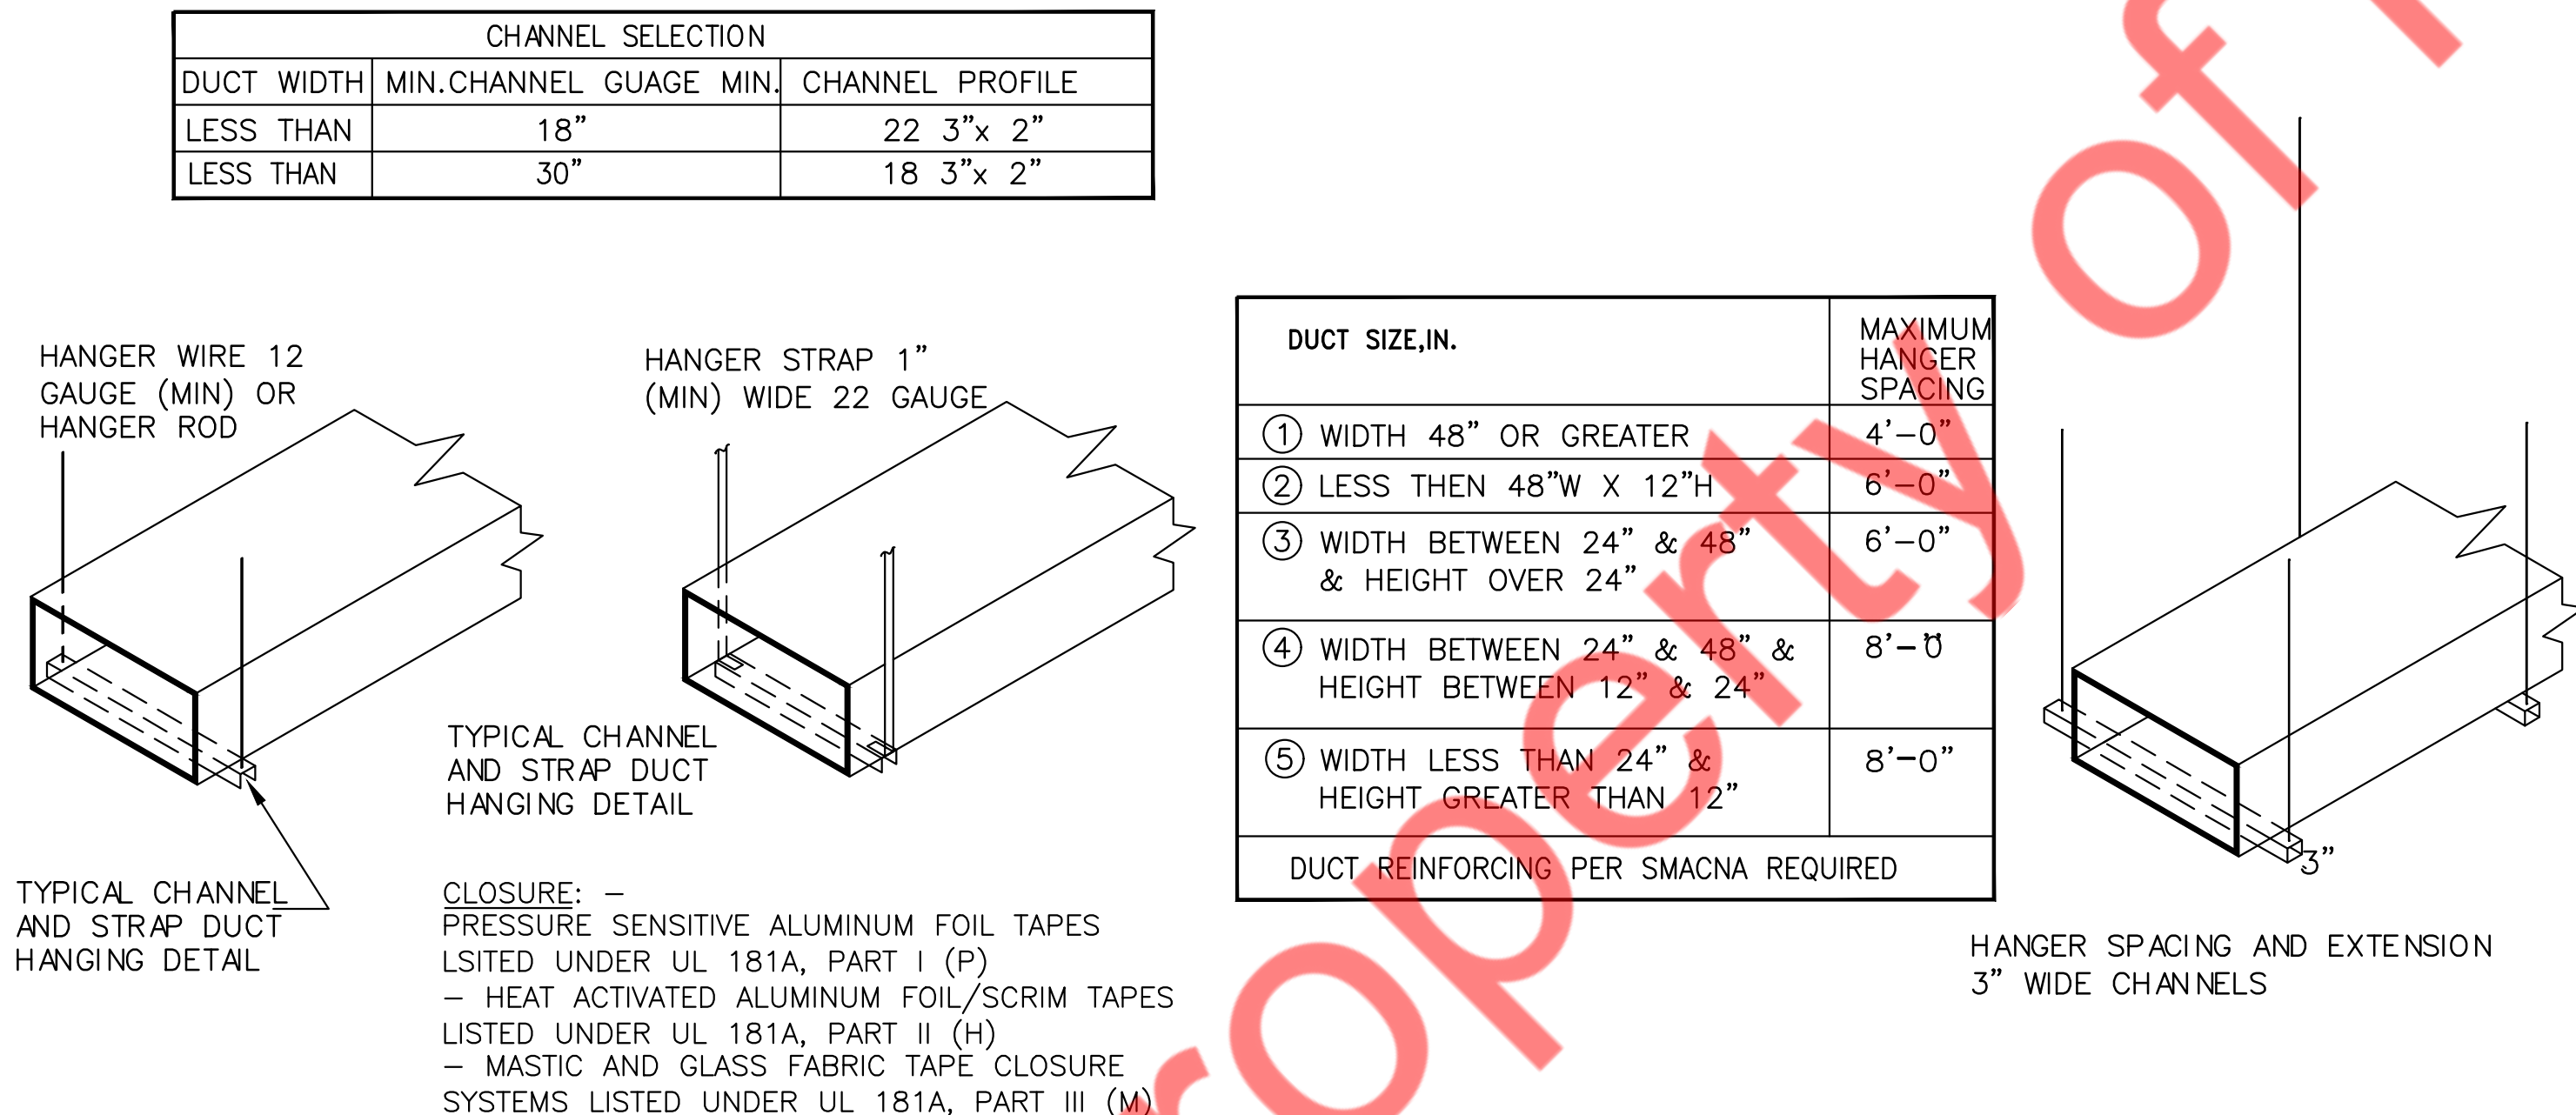 CHANNEL SELECTION
DUCT WIDTH MIN.CHANNEL GUAGE MIN. CHANNEL PROFILE
LESS THAN 18” 22 3”x 2”
LESS THAN 30” 18 3”x 2”
HANGER WIRE 12
GAUGE (MIN) OR
HANGER ROD
HANGER STRAP 1”
(MIN) WIDE 22 GAUGE
TYPICAL CHANNEL
AND STRAP DUCT
HANGING DETAIL
TYPICAL CHANNEL
AND STRAP DUCT
HANGING DETAIL
CLOSURE: –
PRESSURE SENSITIVE ALUMINUM FOIL TAPES
LSITED UNDER UL 181A, PART I (P)
– HEAT ACTIVATED ALUMINUM FOIL/SCRIM TAPES
LISTED UNDER UL 181A, PART II (H)
– MASTIC AND GLASS FABRIC TAPE CLOSURE
SYSTEMS LISTED UNDER UL 181A, PART III (M)
DUCT SIZE,IN.
MAXIMUM
HANGER
SPACING
1 WIDTH 48” OR GREATER 4’–0”
2 LESS THEN 48”W X 12”H 6’–0”
3 WIDTH BETWEEN 24” & 48” 6’–0”
& HEIGHT OVER 24”
4 WIDTH BETWEEN 24” & 48” & 8’–0”
HEIGHT BETWEEN 12” & 24”
5 WIDTH LESS THAN 24” & 8’–0”
HEIGHT GREATER THAN 12”
DUCT REINFORCING PER SMACNA REQUIRED
3”
HANGER SPACING AND EXTENSION
3” WIDE CHANNELS
roperty of